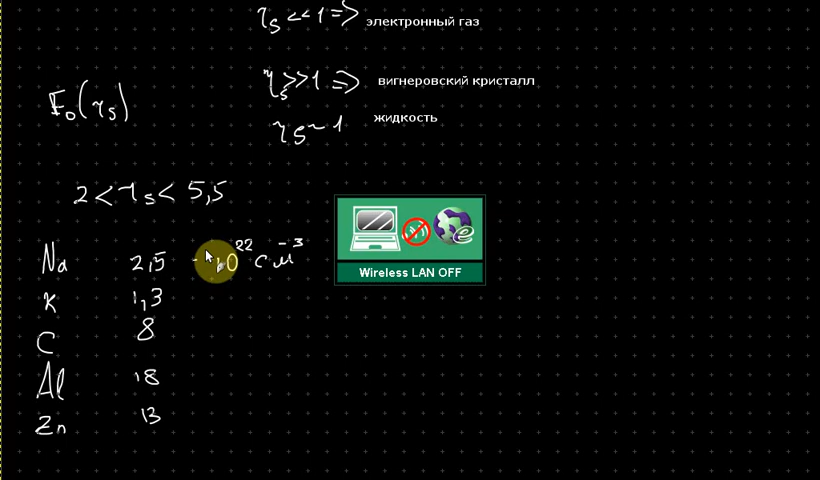 r_s << 1 => электронный газ
r_s >> 1 => вигнеровский кристалл
E_0(r_s)
r_s ~ 1 жидкость
2 < r_s < 5,5
Wireless LAN OFF
Na 2,5 · 10^22 см^-3
K 1,3
C 8
Al 18
Zn 13